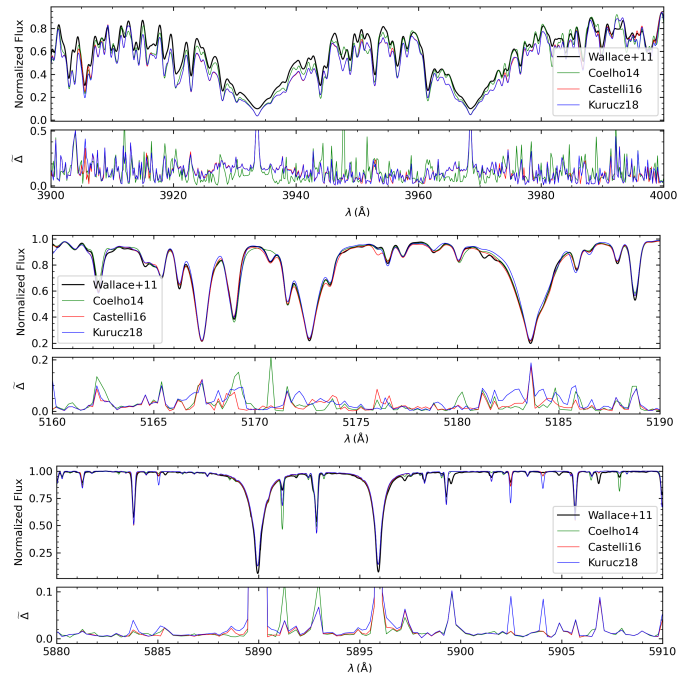 Normalized Flux
1.0
0.8
0.6
0.4
0.2
0.0
Wallace+11
Coelho14
Castelli16
Kurucz18
Δ̃
0.5
0.0
3900 3920 3940 3960 3980 4000
λ (Å)
Normalized Flux
1.0
0.8
0.6
0.4
0.2
Wallace+11
Coelho14
Castelli16
Kurucz18
Δ̃
0.2
0.0
5160 5165 5170 5175 5180 5185 5190
λ (Å)
Normalized Flux
1.00
0.75
0.50
0.25
Wallace+11
Coelho14
Castelli16
Kurucz18
Δ̃
0.1
0.0
5880 5885 5890 5895 5900 5905 5910
λ (Å)